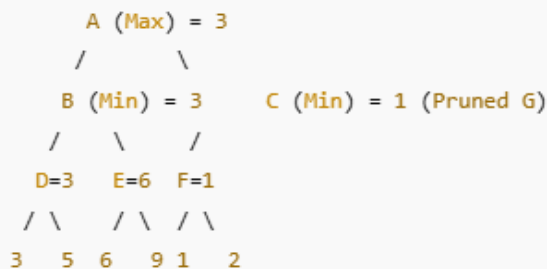 A (Max) = 3
/ \
B (Min) = 3 C (Min) = 1 (Pruned G)
/ \ /
D=3 E=6 F=1
/ \ / \ / \
3 5 6 9 1 2